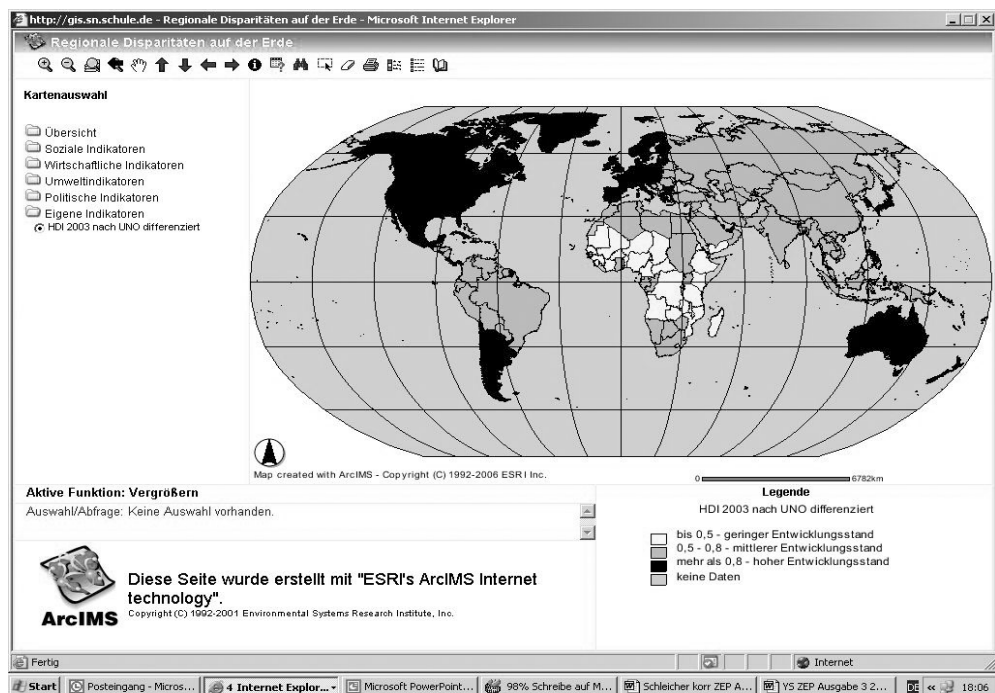 http://gis.sn.schule.de - Regionale Disparitäten auf der Erde - Microsoft Internet Explorer
Regionale Disparitäten auf der Erde
Kartenauswahl
Übersicht
Soziale Indikatoren
Wirtschaftliche Indikatoren
Umweltindikatoren
Politische Indikatoren
Eigene Indikatoren
HDI 2003 nach UNO differenziert
Map created with ArcIMS - Copyright (C) 1992-2006 ESRI Inc.
0 6782km
Aktive Funktion: Vergrößern
Auswahl/Abfrage: Keine Auswahl vorhanden.
ArcIMS
Diese Seite wurde erstellt mit "ESRI's ArcIMS Internet
technology".
Copyright (C) 1992-2001 Environmental Systems Research Institute, Inc.
Legende
HDI 2003 nach UNO differenziert
bis 0,5 - geringer Entwicklungsstand
0,5 - 0,8 - mittlerer Entwicklungsstand
mehr als 0,8 - hoher Entwicklungsstand
keine Daten
Fertig
Internet
Start
Posteingang - Micros...
4 Internet Explor...
Microsoft PowerPoint...
98% Schreibe auf M...
Schleicher korr ZEP A...
YS ZEP Ausgabe 3 2...
DE
«
18:06